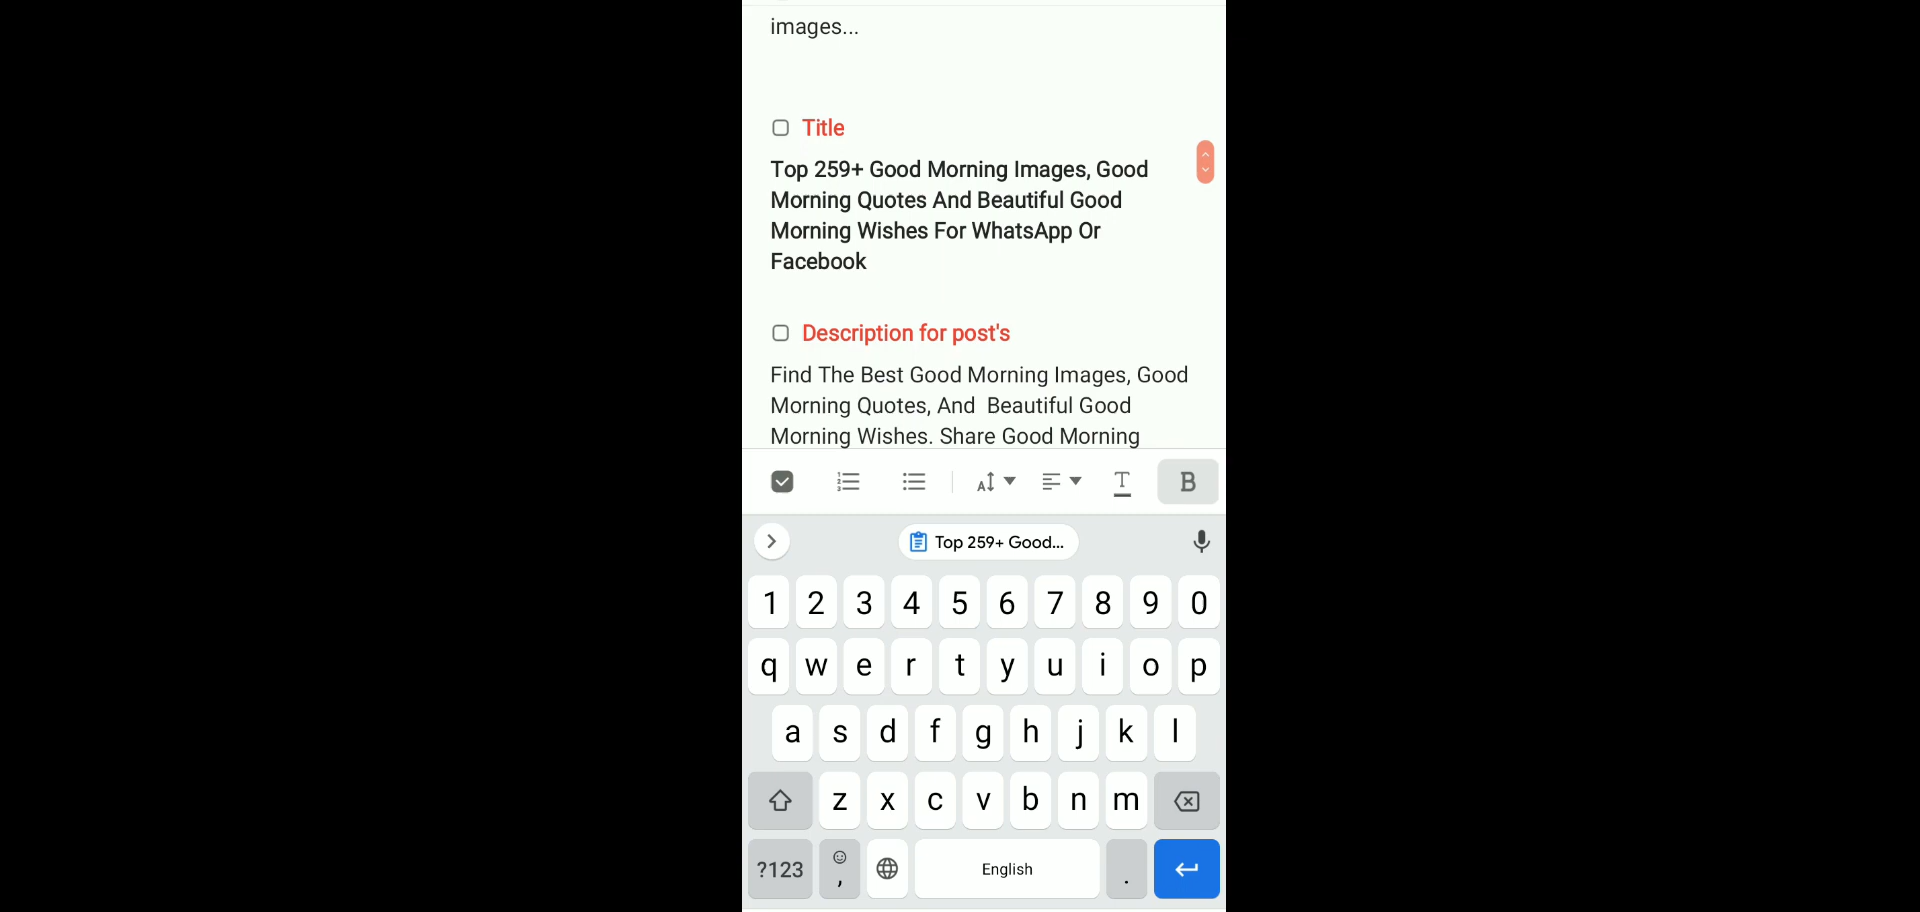 images...
Title
Top 259+ Good Morning Images, Good
Morning Quotes And Beautiful Good
Morning Wishes For WhatsApp Or
Facebook
Description for post's
Find The Best Good Morning Images, Good
Morning Quotes, And  Beautiful Good
Morning Wishes. Share Good Morning
A T B
Top 259+ Good...
1 2 3 4 5 6 7 8 9 0
q w e r t y u i o p
a s d f g h j k l
z x c v b n m
?123 , English .